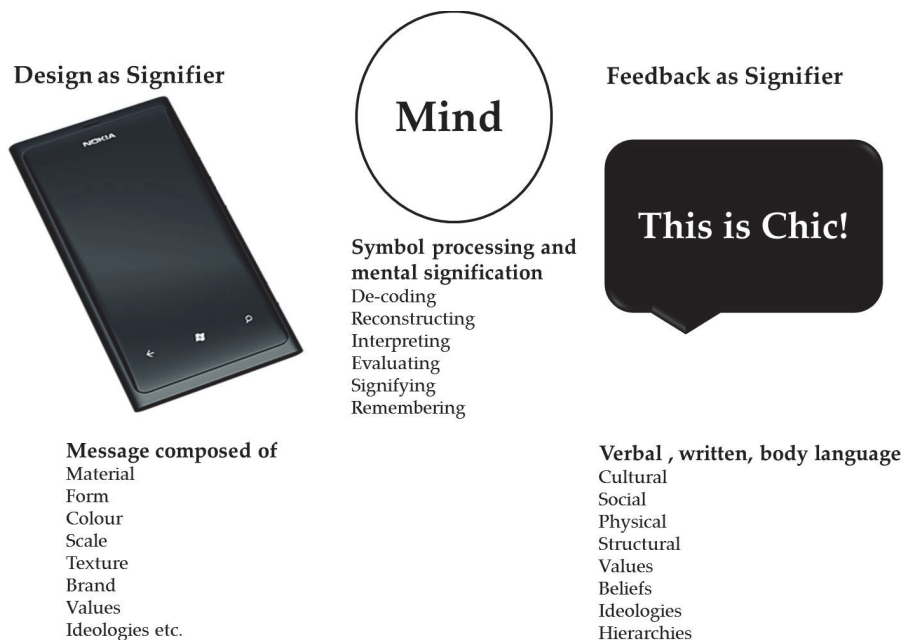 Design as Signifier
NOKIA
Message composed of
Material
Form
Colour
Scale
Texture
Brand
Values
Ideologies etc.
Mind
Symbol processing and
mental signification
De-coding
Reconstructing
Interpreting
Evaluating
Signifying
Remembering
Feedback as Signifier
This is Chic!
Verbal , written, body language
Cultural
Social
Physical
Structural
Values
Beliefs
Ideologies
Hierarchies